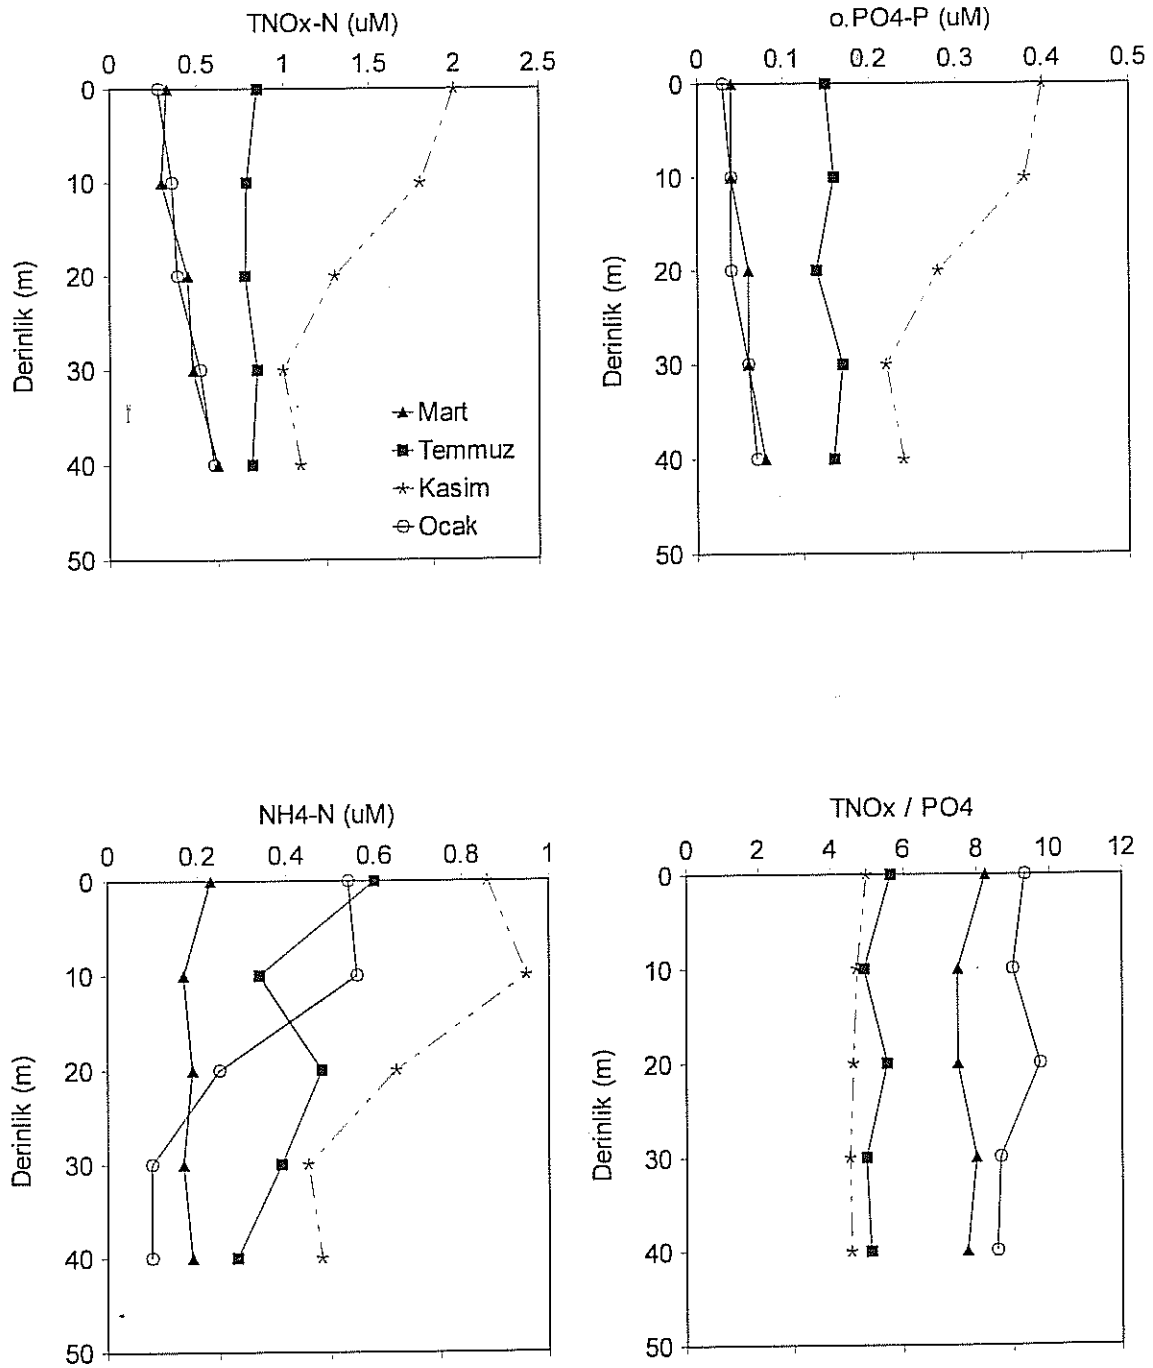 TNOx-N (uM)
0 0.5 1 1.5 2 2.5
0
10
20
30
40
50
Derinlik (m)
Mart
Temmuz
Kasim
Ocak
o.PO4-P (uM)
0 0.1 0.2 0.3 0.4 0.5
0
10
20
30
40
50
Derinlik (m)
NH4-N (uM)
0 0.2 0.4 0.6 0.8 1
0
10
20
30
40
50
Derinlik (m)
TNOx / PO4
0 2 4 6 8 10 12
0
10
20
30
40
50
Derinlik (m)